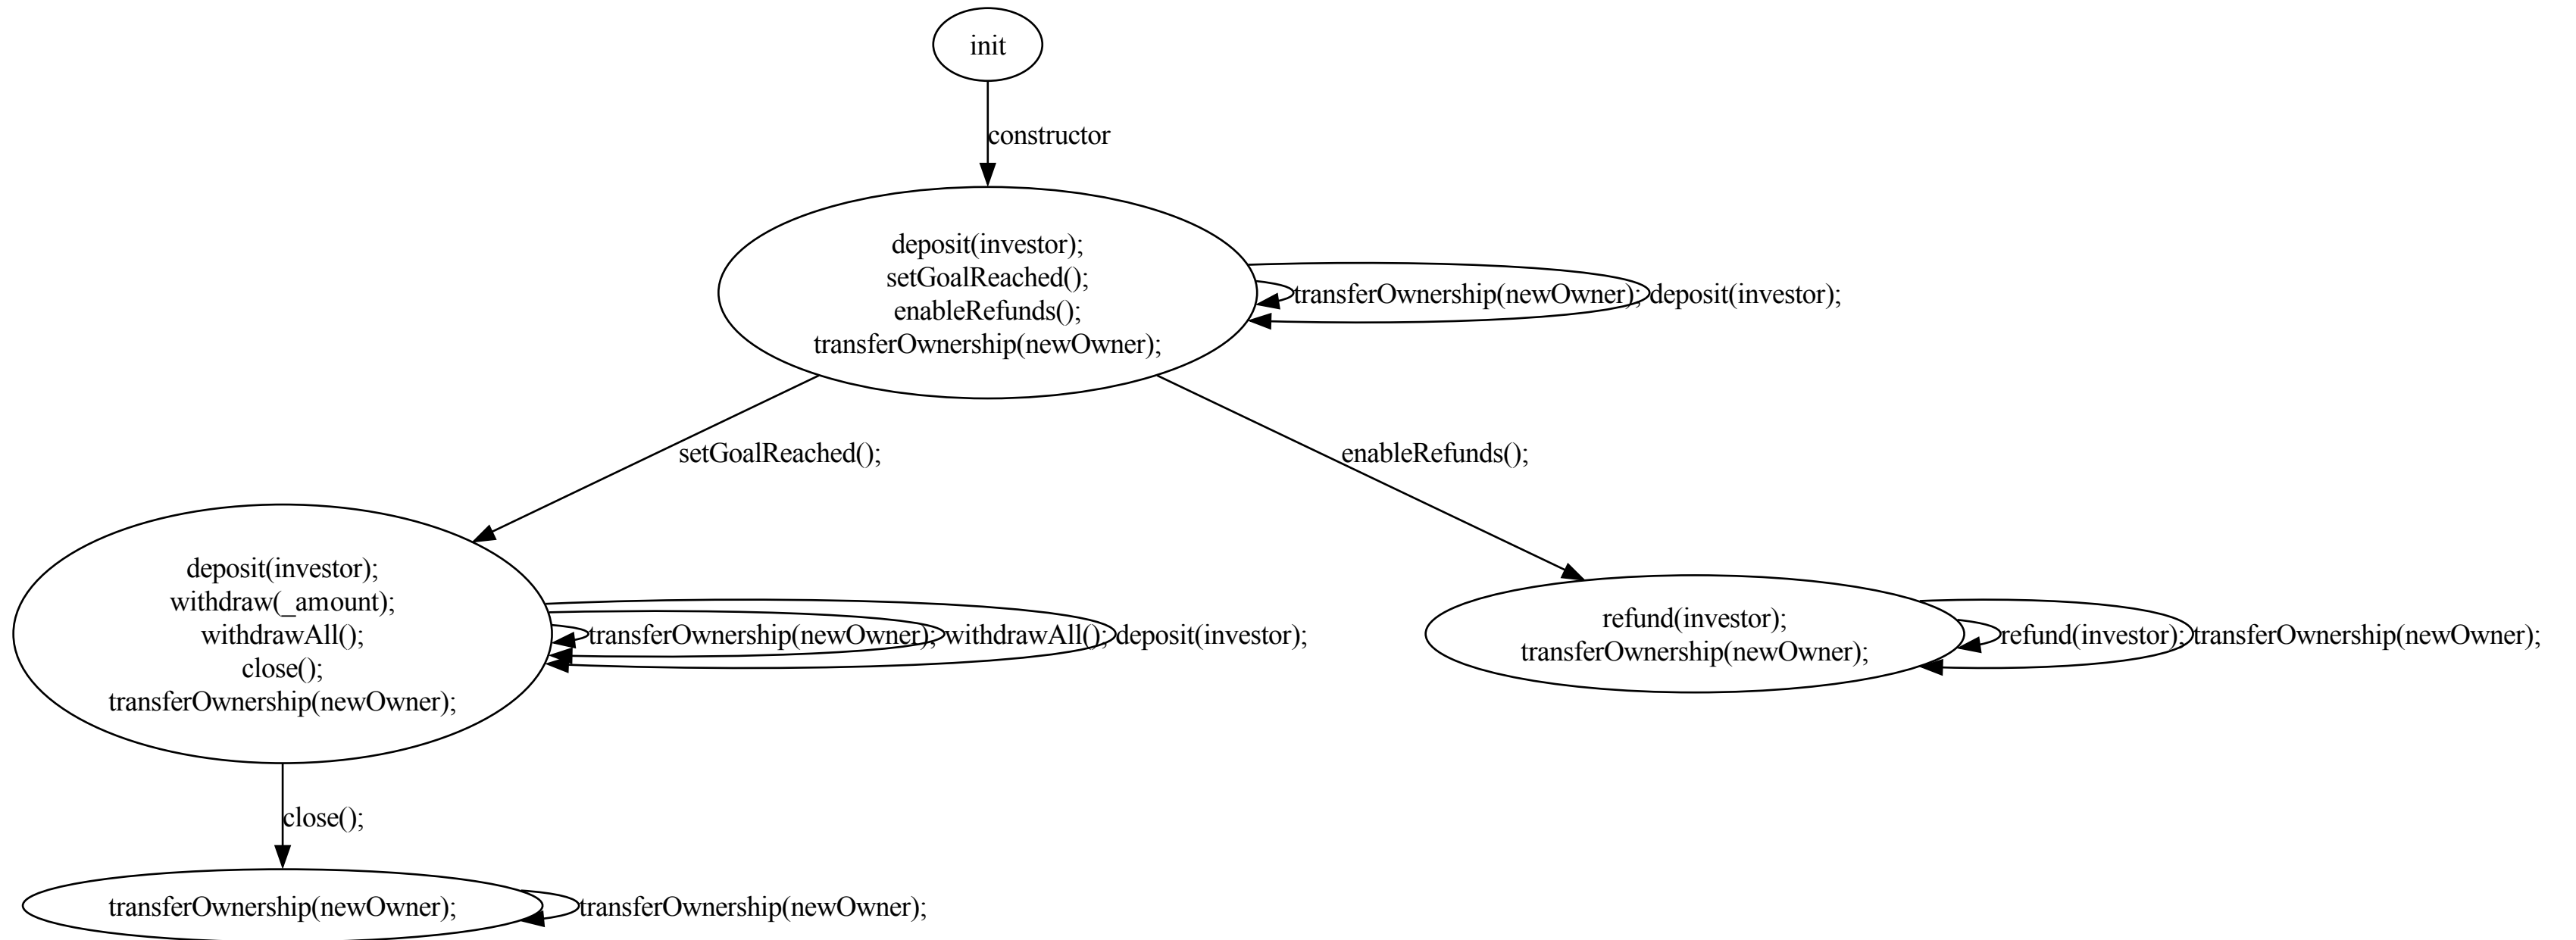 init
constructor
deposit(investor);
setGoalReached();
enableRefunds();
transferOwnership(newOwner);
transferOwnership(newOwner);
deposit(investor);
setGoalReached();
enableRefunds();
deposit(investor);
withdraw(_amount);
withdrawAll();
close();
transferOwnership(newOwner);
transferOwnership(newOwner);
withdrawAll();
deposit(investor);
refund(investor);
transferOwnership(newOwner);
refund(investor);
transferOwnership(newOwner);
close();
transferOwnership(newOwner);
transferOwnership(newOwner);